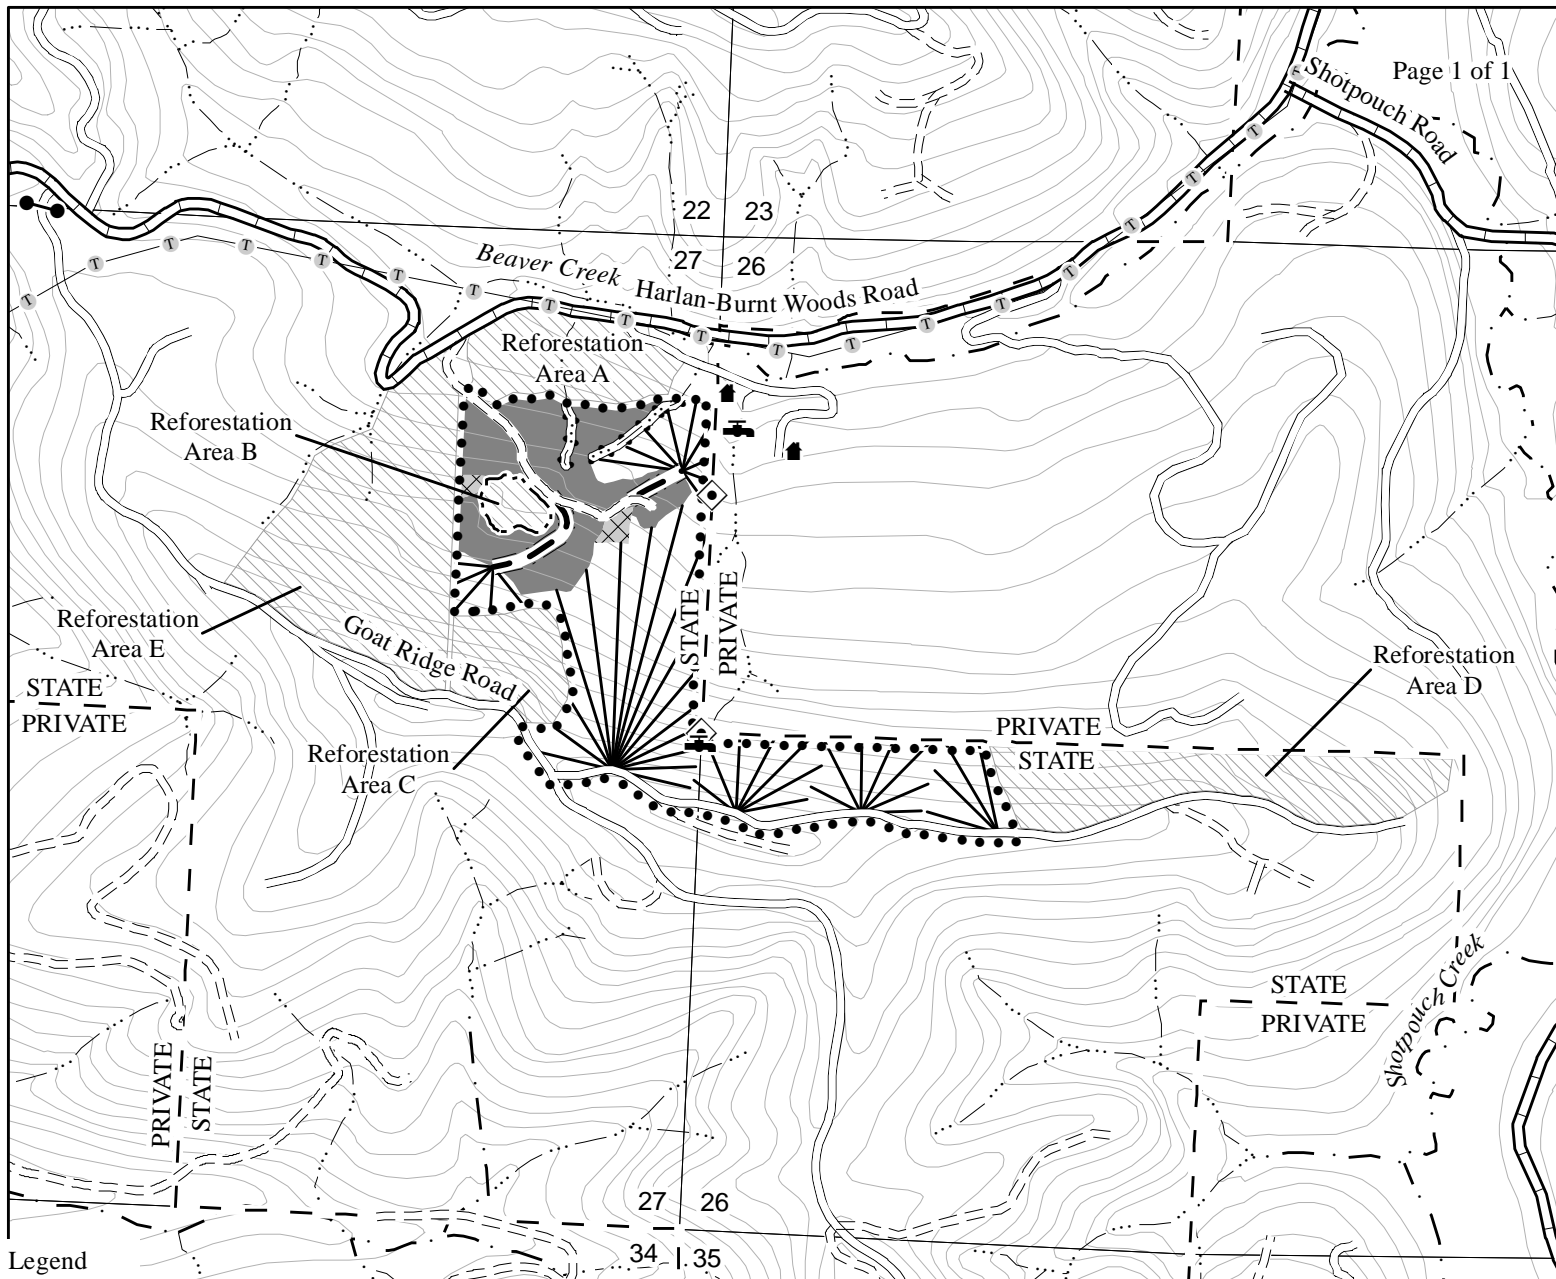 Page 1 of 1
Shotpouch Road
22 23
27 26
Beaver Creek
Harlan-Burnt Woods Road
T T T T T T T T T T T T T T T T T T
Reforestation
Area A
Reforestation
Area B
Reforestation
Area E
Goat Ridge Road
STATE
PRIVATE
STATE
PRIVATE
Reforestation
Area D
Reforestation
Area C
PRIVATE
STATE
Shotpouch Creek
STATE
PRIVATE
PRIVATE
STATE
27 26
34 35
Legend